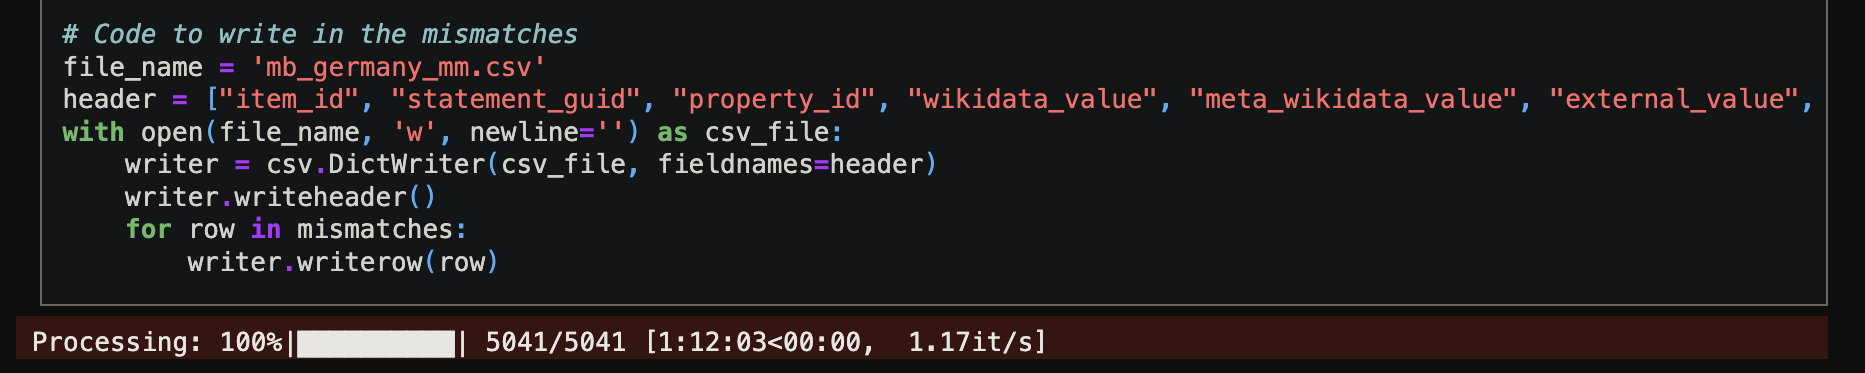 # Code to write in the mismatches
file_name = 'mb_germany_mm.csv'
header = ["item_id", "statement_guid", "property_id", "wikidata_value", "meta_wikidata_value", "external_value",
with open(file_name, 'w', newline='') as csv_file:
    writer = csv.DictWriter(csv_file, fieldnames=header)
    writer.writeheader()
    for row in mismatches:
        writer.writerow(row)
Processing: 100%|██████████| 5041/5041 [1:12:03<00:00,  1.17it/s]